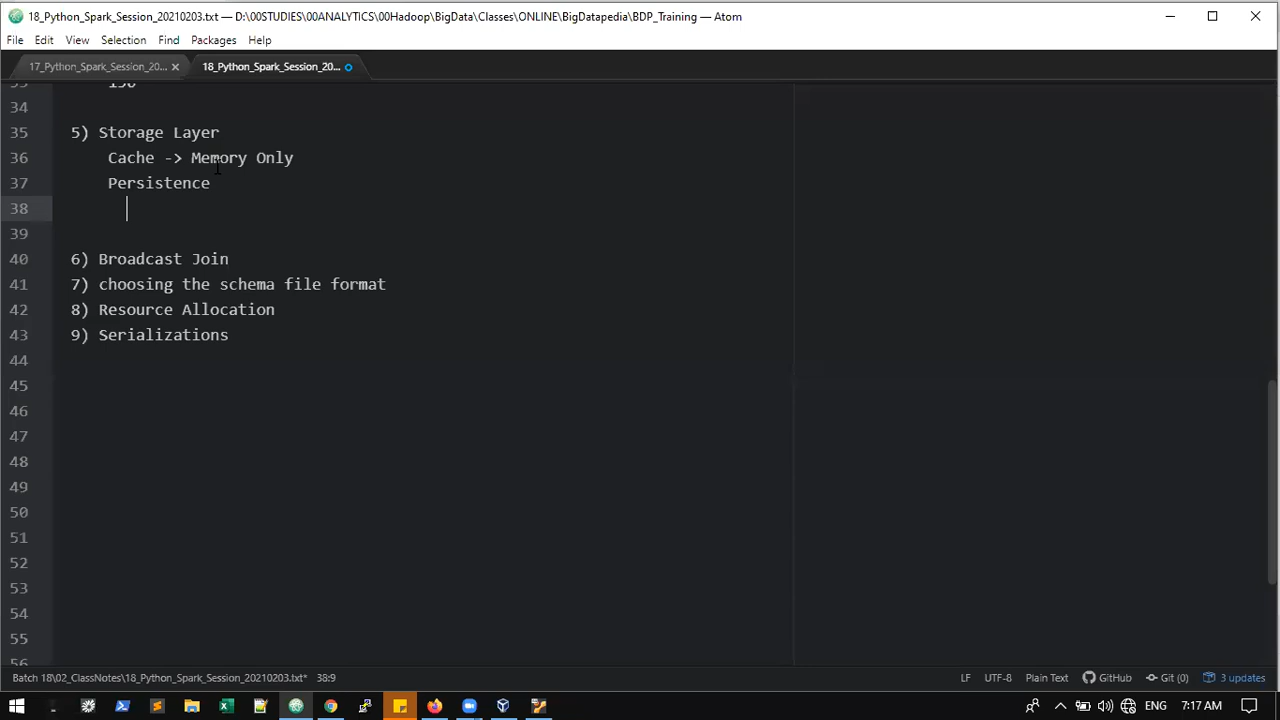 18_Python_Spark_Session_20210203.txt — D:\00STUDIES\00ANALYTICS\00Hadoop\BigData\Classes\ONLINE\BigDatapedia\BDP_Training — Atom
File Edit View Selection Find Packages Help
17_Python_Spark_Session_20... 18_Python_Spark_Session_20...
34
35 5) Storage Layer
36 Cache -> Memory Only
37 Persistence
38
39
40 6) Broadcast Join
41 7) choosing the schema file format
42 8) Resource Allocation
43 9) Serializations
44
45
46
47
48
49
50
51
52
53
54
55
56
Batch 18\02_ClassNotes\18_Python_Spark_Session_20210203.txt* 38:9 LF UTF-8 Plain Text GitHub Git (0) 3 updates
ENG 7:17 AM